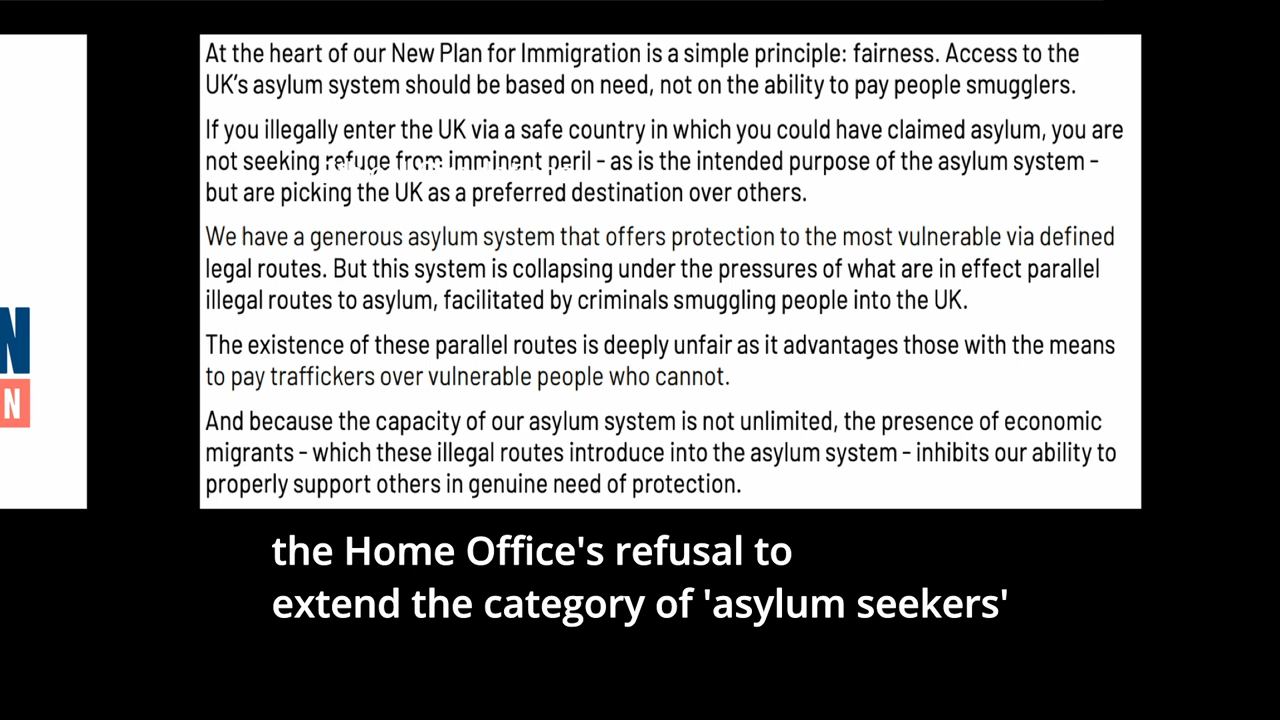 At the heart of our New Plan for Immigration is a simple principle: fairness. Access to the
UK's asylum system should be based on need, not on the ability to pay people smugglers.
If you illegally enter the UK via a safe country in which you could have claimed asylum, you are
not seeking refuge from imminent peril - as is the intended purpose of the asylum system -
but are picking the UK as a preferred destination over others.
We have a generous asylum system that offers protection to the most vulnerable via defined
legal routes. But this system is collapsing under the pressures of what are in effect parallel
illegal routes to asylum, facilitated by criminals smuggling people into the UK.
The existence of these parallel routes is deeply unfair as it advantages those with the means
to pay traffickers over vulnerable people who cannot.
And because the capacity of our asylum system is not unlimited, the presence of economic
migrants - which these illegal routes introduce into the asylum system - inhibits our ability to
properly support others in genuine need of protection.
N
N
the Home Office's refusal to
extend the category of 'asylum seekers'